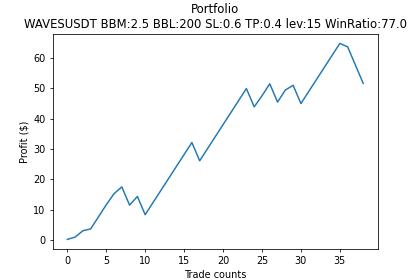 Portfolio
WAVESUSDT BBM:2.5 BBL:200 SL:0.6 TP:0.4 lev:15 WinRatio:77.0
Profit ($)
60
50
40
30
20
10
0
0 5 10 15 20 25 30 35
Trade counts